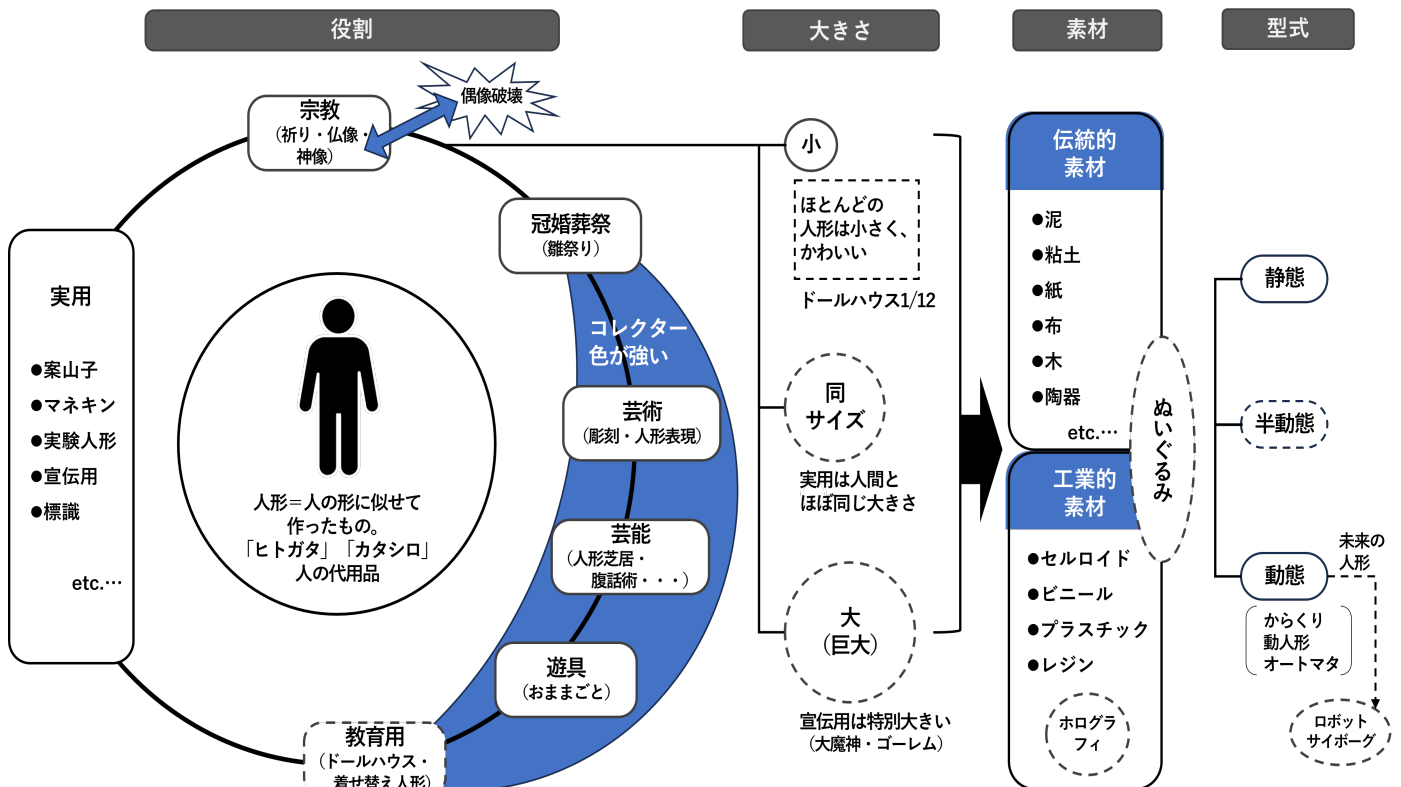 役割
大きさ
素材
型式
宗教
（祈り・仏像・
神像）
偶像破壊
冠婚葬祭
（雛祭り）
コレクター
色が強い
芸術
（彫刻・人形表現）
芸能
（人形芝居・
腹話術・・・）
遊具
（おままごと）
教育用
（ドールハウス・
着せ替え人形）
実用
●案山子
●マネキン
●実験人形
●宣伝用
●標識
etc.…
人形＝人の形に似せて
作ったもの。
「ヒトガタ」「カタシロ」
人の代用品
小
ほとんどの
人形は小さく、
かわいい
ドールハウス1/12
同
サイズ
実用は人間と
ほぼ同じ大きさ
大
（巨大）
宣伝用は特別大きい
（大魔神・ゴーレム）
伝統的
素材
●泥
●粘土
●紙
●布
●木
●陶器
etc.…
ぬいぐるみ
工業的
素材
●セルロイド
●ビニール
●プラスチック
●レジン
ホログラ
フィ
静態
半動態
動態
からくり
動人形
オートマタ
未来の
人形
ロボット
サイボーグ